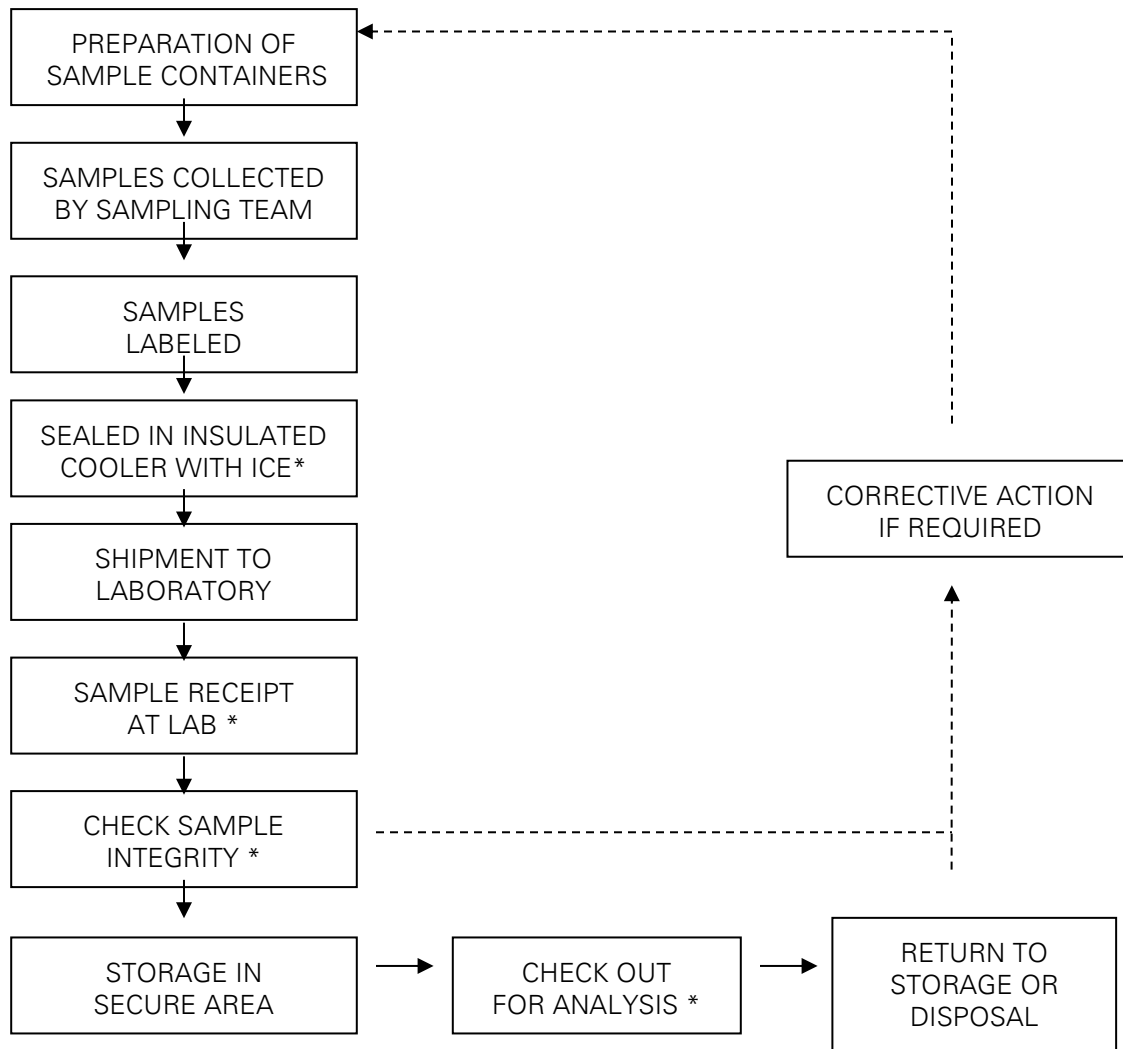 PREPARATION OF
SAMPLE CONTAINERS
SAMPLES COLLECTED
BY SAMPLING TEAM
SAMPLES
LABELED
SEALED IN INSULATED
COOLER WITH ICE*
SHIPMENT TO
LABORATORY
SAMPLE RECEIPT
AT LAB *
CHECK SAMPLE
INTEGRITY *
STORAGE IN
SECURE AREA
CHECK OUT
FOR ANALYSIS *
RETURN TO
STORAGE OR
DISPOSAL
CORRECTIVE ACTION
IF REQUIRED